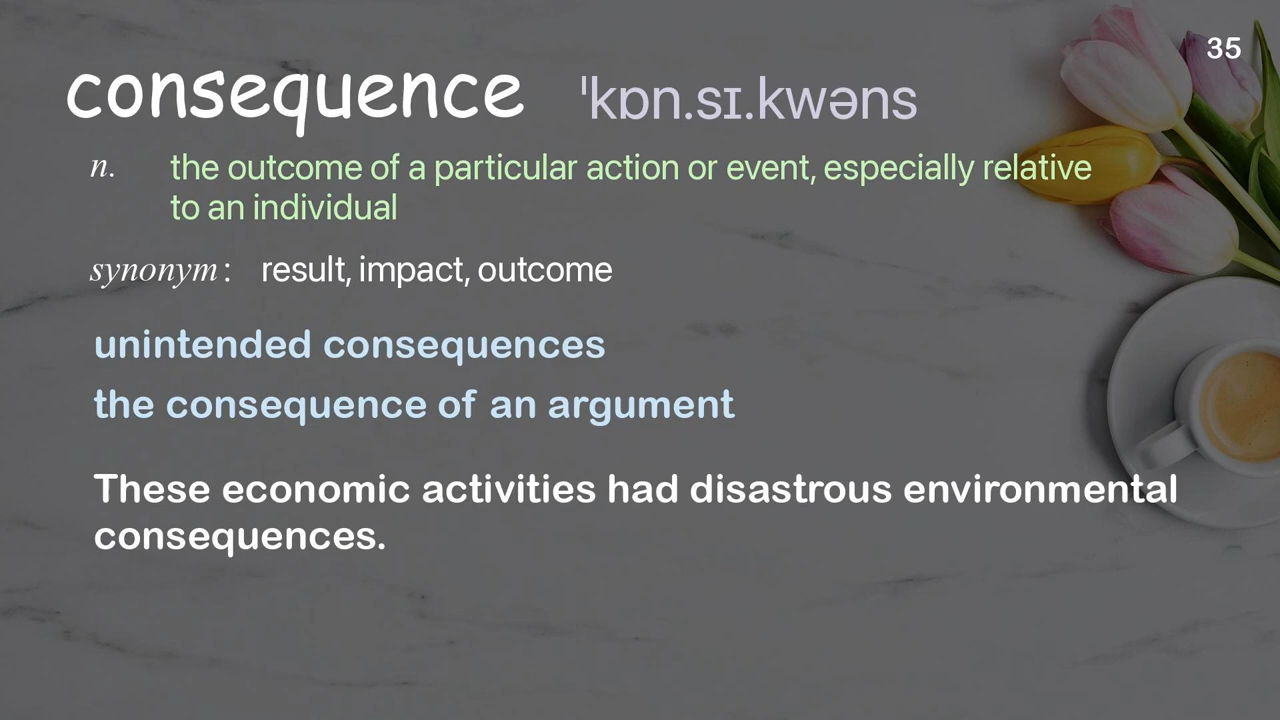 35
consequence ˈkɒn.sɪ.kwəns
n. the outcome of a particular action or event, especially relative
to an individual
synonym : result, impact, outcome
unintended consequences
the consequence of an argument
These economic activities had disastrous environmental
consequences.